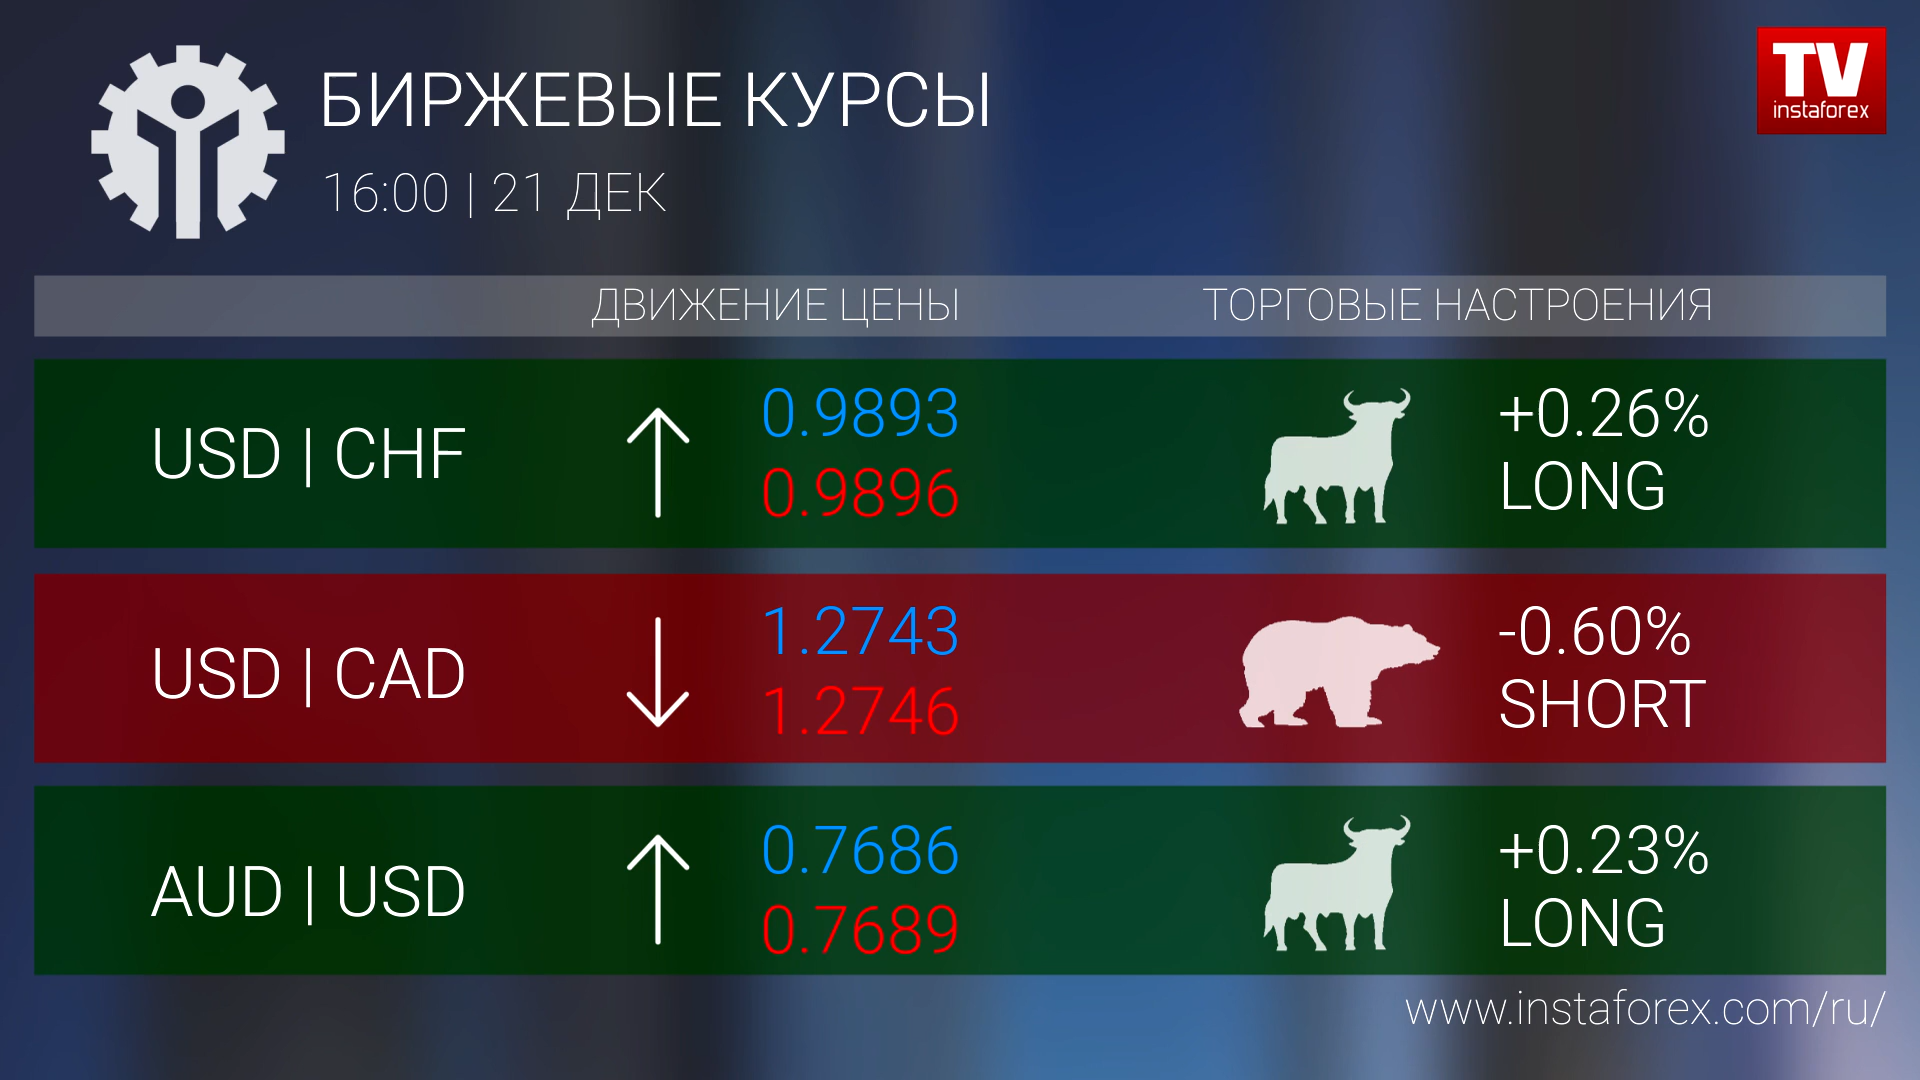 БИРЖЕВЫЕ КУРСЫ
TV
instaforex
16:00 | 21 ДЕК
ДВИЖЕНИЕ ЦЕНЫ ТОРГОВЫЕ НАСТРОЕНИЯ
USD | CHF
0.9893
0.9896
+0.26%
LONG
USD | CAD
1.2743
1.2746
-0.60%
SHORT
AUD | USD
0.7686
0.7689
+0.23%
LONG
www.instaforex.com/ru/